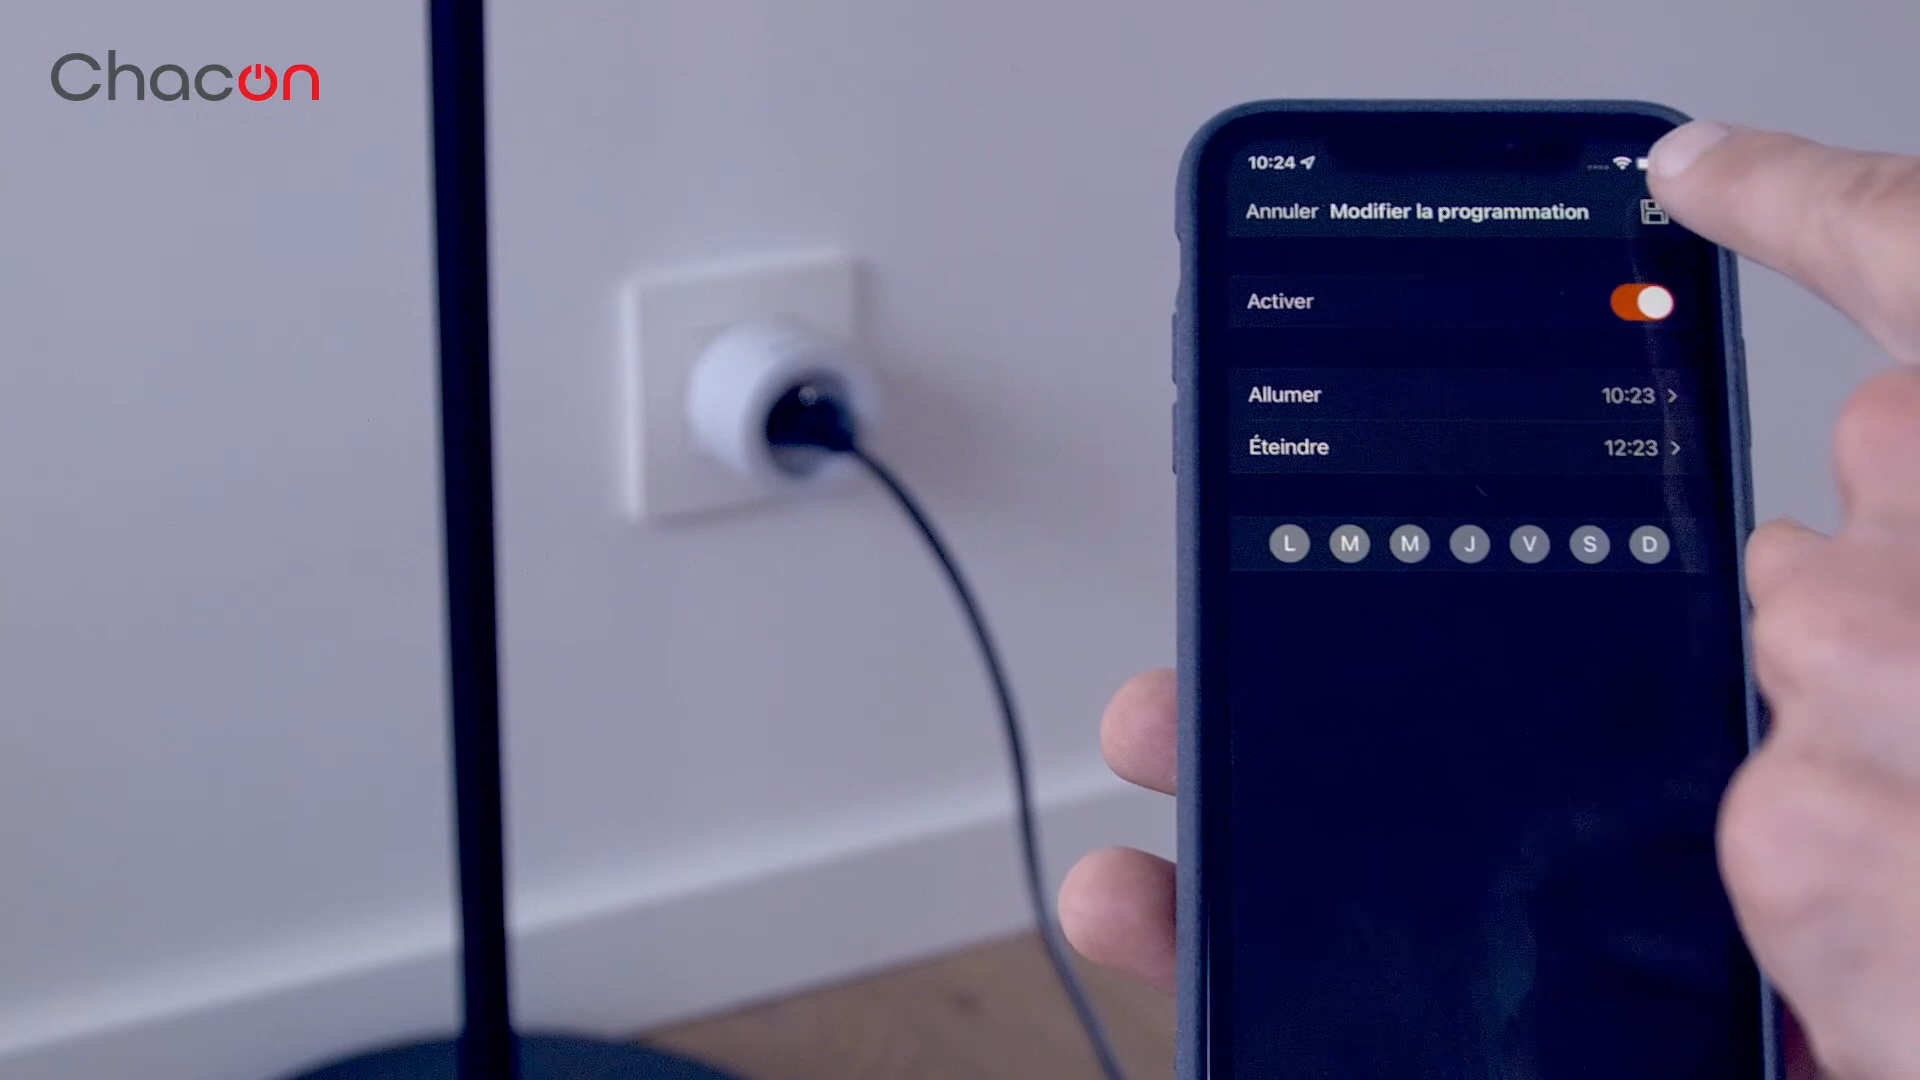 Chacon
10:24
Annuler Modifier la programmation
Activer
Allumer 10:23
Éteindre 12:23
L M M J V S D